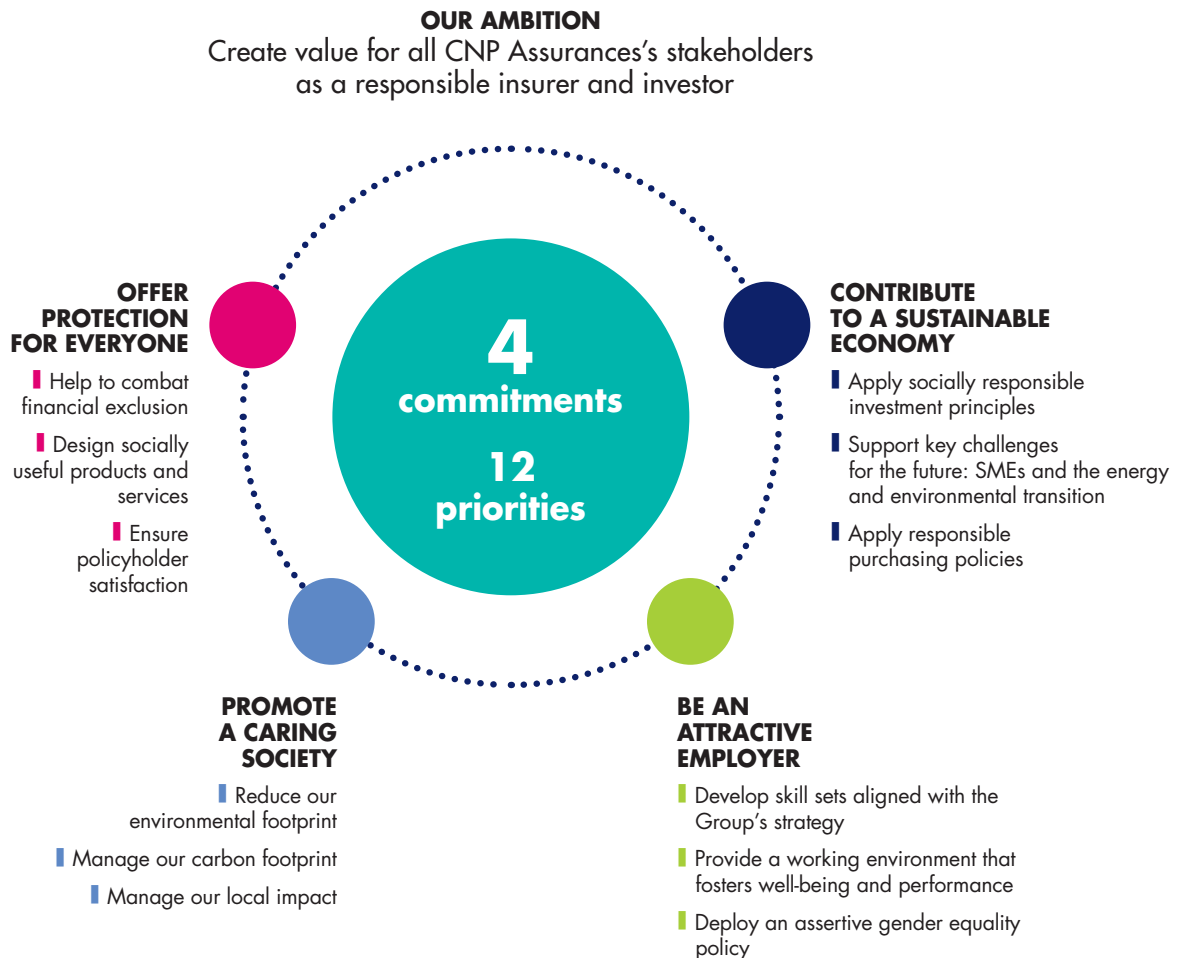 OUR AMBITION
Create value for all CNP Assurances's stakeholders
as a responsible insurer and investor
OFFER
PROTECTION
FOR EVERYONE
Help to combat
financial exclusion
Design socially
useful products and
services
Ensure
policyholder
satisfaction
4
commitments
12
priorities
CONTRIBUTE
TO A SUSTAINABLE
ECONOMY
Apply socially responsible
investment principles
Support key challenges
for the future: SMEs and the energy
and environmental transition
Apply responsible
purchasing policies
PROMOTE
A CARING
SOCIETY
Reduce our
environmental footprint
Manage our carbon footprint
Manage our local impact
BE AN
ATTRACTIVE
EMPLOYER
Develop skill sets aligned with the
Group's strategy
Provide a working environment that
fosters well-being and performance
Deploy an assertive gender equality
policy